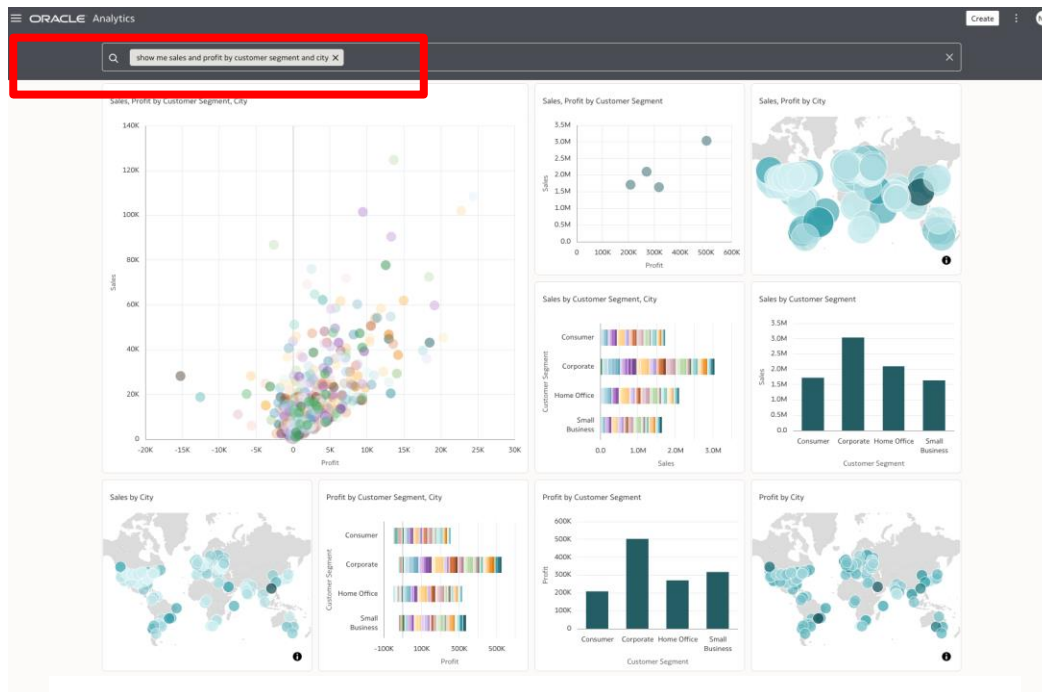 ORACLE Analytics
Create
show me sales and profit by customer segment and city
Sales, Profit by Customer Segment, City
140K
120K
100K
80K
60K
40K
20K
0
Sales
-20K -15K -10K -5K 0 5K 10K 15K 20K 25K 30K
Profit
Sales, Profit by Customer Segment
3.5M
3.0M
2.5M
2.0M
1.5M
1.0M
0.5M
0.0
Sales
0 100K 200K 300K 400K 500K 600K
Profit
Sales, Profit by City
Sales by Customer Segment, City
Customer Segment
Consumer
Corporate
Home Office
Small
Business
0.0 1.0M 2.0M 3.0M
Sales
Sales by Customer Segment
3.5M
3.0M
2.5M
2.0M
1.5M
1.0M
0.5M
0.0
Sales
Consumer Corporate Home Office Small
Business
Customer Segment
Sales by City
Profit by Customer Segment, City
Customer Segment
Consumer
Corporate
Home Office
Small
Business
-100K 100K 300K 500K
Profit
Profit by Customer Segment
600K
500K
400K
300K
200K
100K
0
Profit
Consumer Corporate Home Office Small
Business
Customer Segment
Profit by City